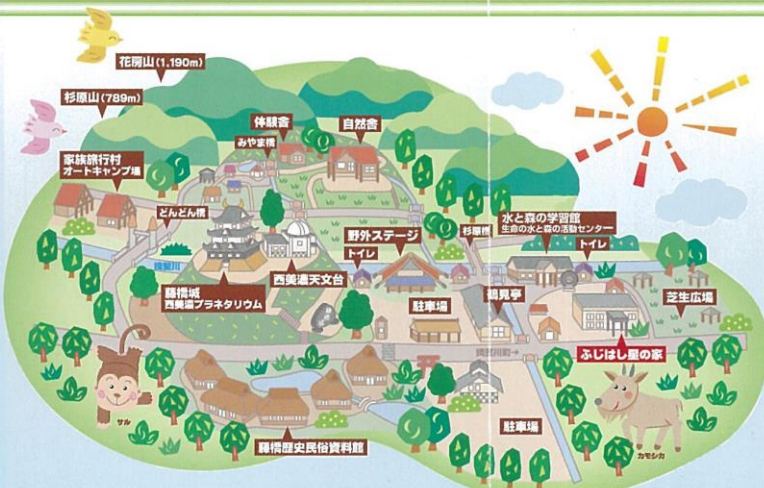 花房山(1,190m)
杉原山(789m)
体験舎
自然舎
みやま橋
家族旅行村
オートキャンプ場
どんどん橋
揖斐川
藤橋城
西美濃プラネタリウム
西美濃天文台
野外ステージ
トイレ
杉原橋
水と森の学習館
生命の水と森の活動センター
トイレ
駐車場
鶴見亭
芝生広場
揖斐川町→
ふじはし星の家
サル
藤橋歴史民俗資料館
駐車場
カモシカ